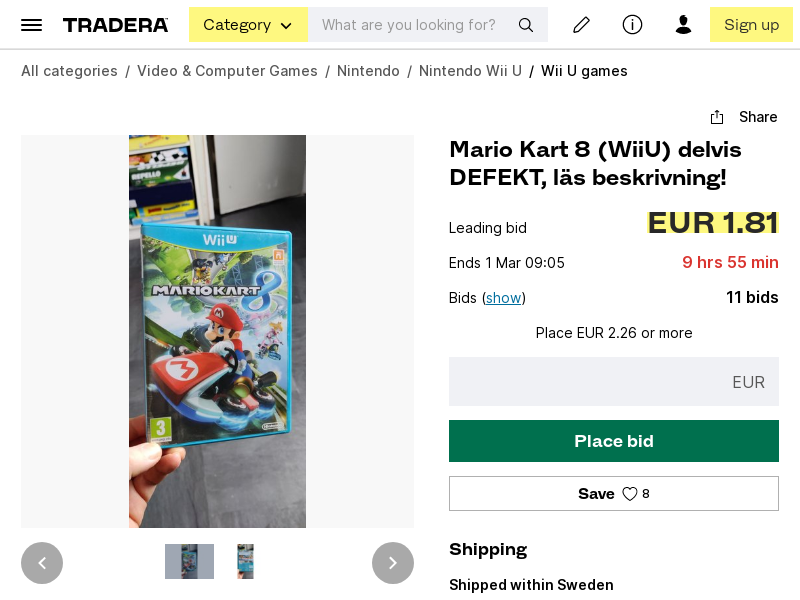 TRADERA
Category
What are you looking for?
Sign up
All categories / Video & Computer Games / Nintendo / Nintendo Wii U / Wii U games
Share
Mario Kart 8 (WiiU) delvis
DEFEKT, läs beskrivning!
Leading bid
EUR 1.81
Ends 1 Mar 09:05
9 hrs 55 min
Bids (show)
11 bids
Place EUR 2.26 or more
EUR
Place bid
Save 8
Shipping
Shipped within Sweden
WiiU
MARIOKART 8
3